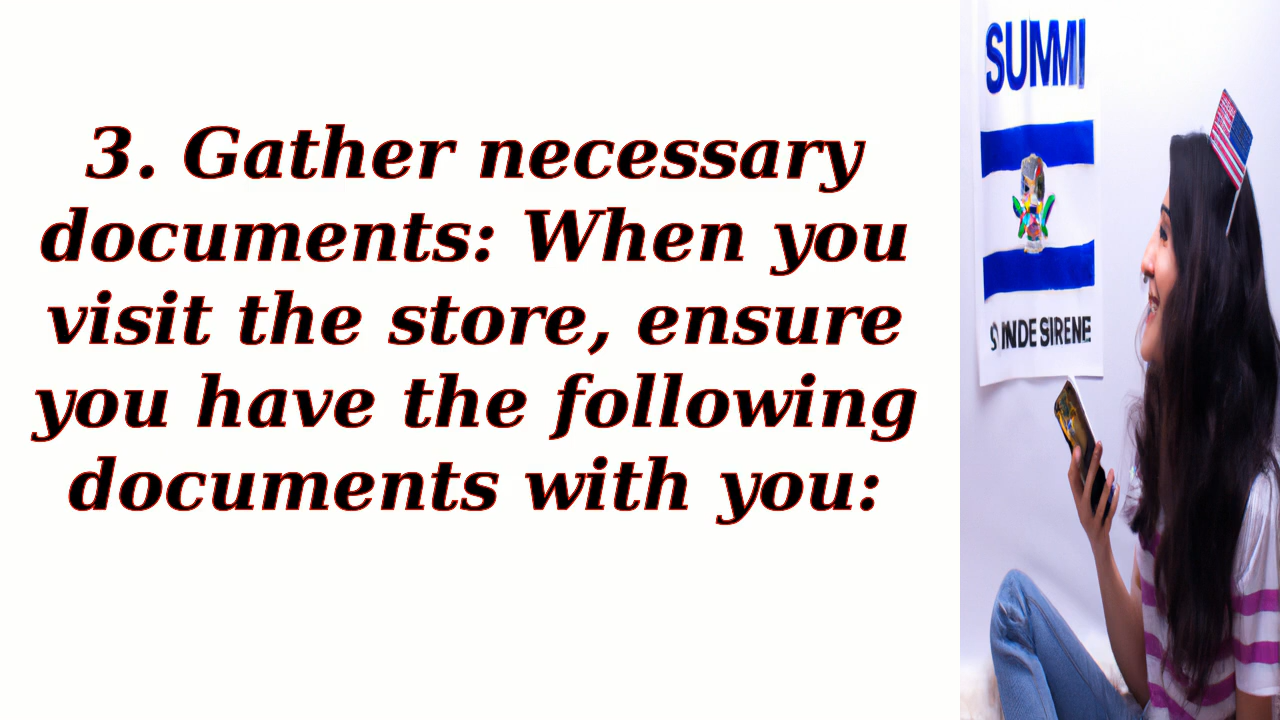 3. Gather necessary
documents: When you
visit the store, ensure
you have the following
documents with you:
SUMMI
S INDE SIRENE